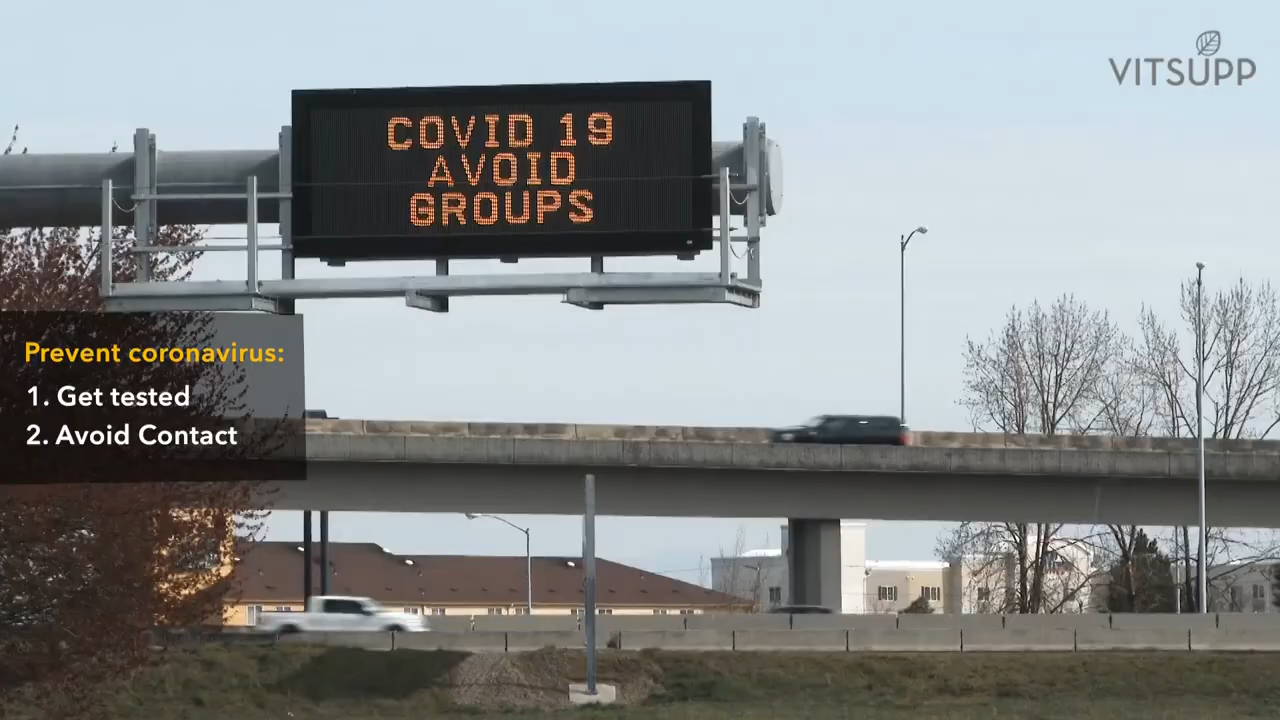 VITSUPP
COVID 19
AVOID
GROUPS
Prevent coronavirus:
1. Get tested
2. Avoid Contact